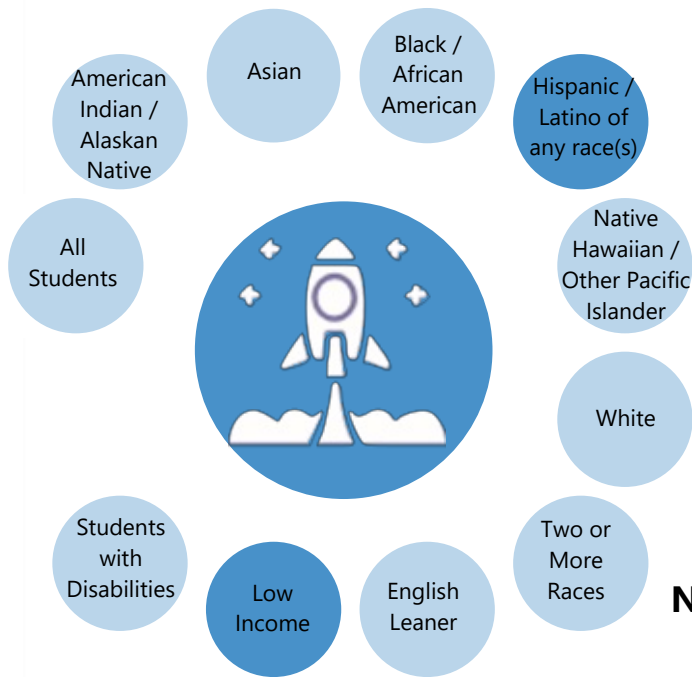 American
Indian /
Alaskan
Native
Asian
Black /
African
American
Hispanic /
Latino of
any race(s)
All
Students
Native
Hawaiian /
Other Pacific
Islander
White
Students
with
Disabilities
Low
Income
English
Leaner
Two or
More
Races
N